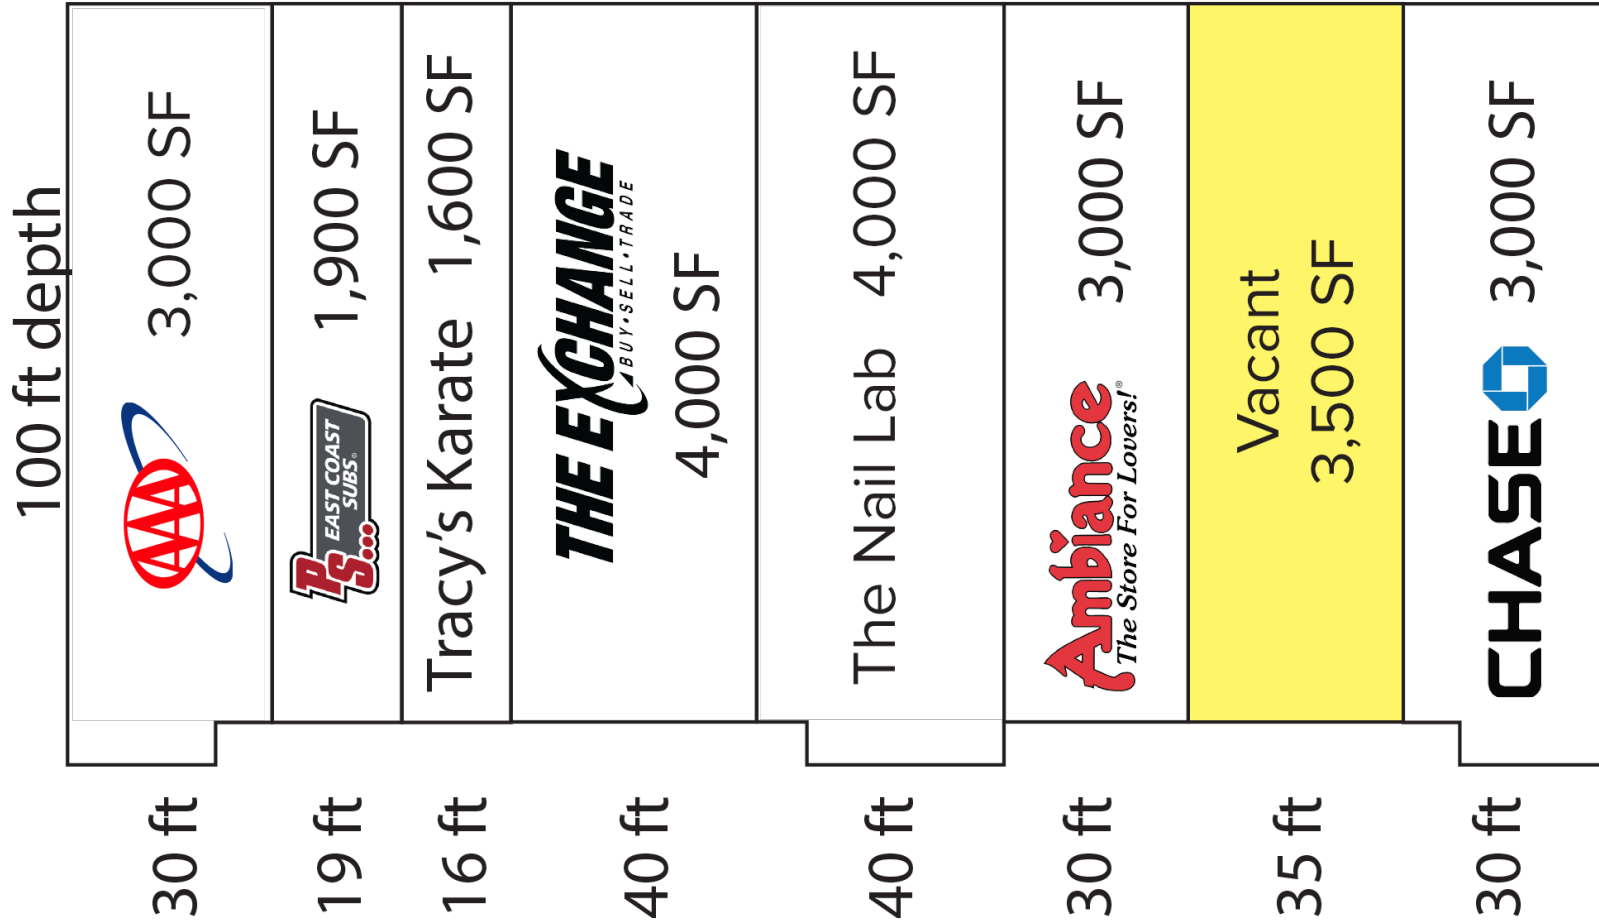 100 ft depth
AAA
3,000 SF
30 ft
PS...
EAST COAST
SUBS®
1,900 SF
19 ft
Tracy’s Karate 1,600 SF
16 ft
THE EXCHANGE
BUY•SELL•TRADE
4,000 SF
40 ft
The Nail Lab 4,000 SF
40 ft
Ambiance®
The Store For Lovers!
3,000 SF
30 ft
Vacant
3,500 SF
35 ft
CHASE 3,000 SF
30 ft